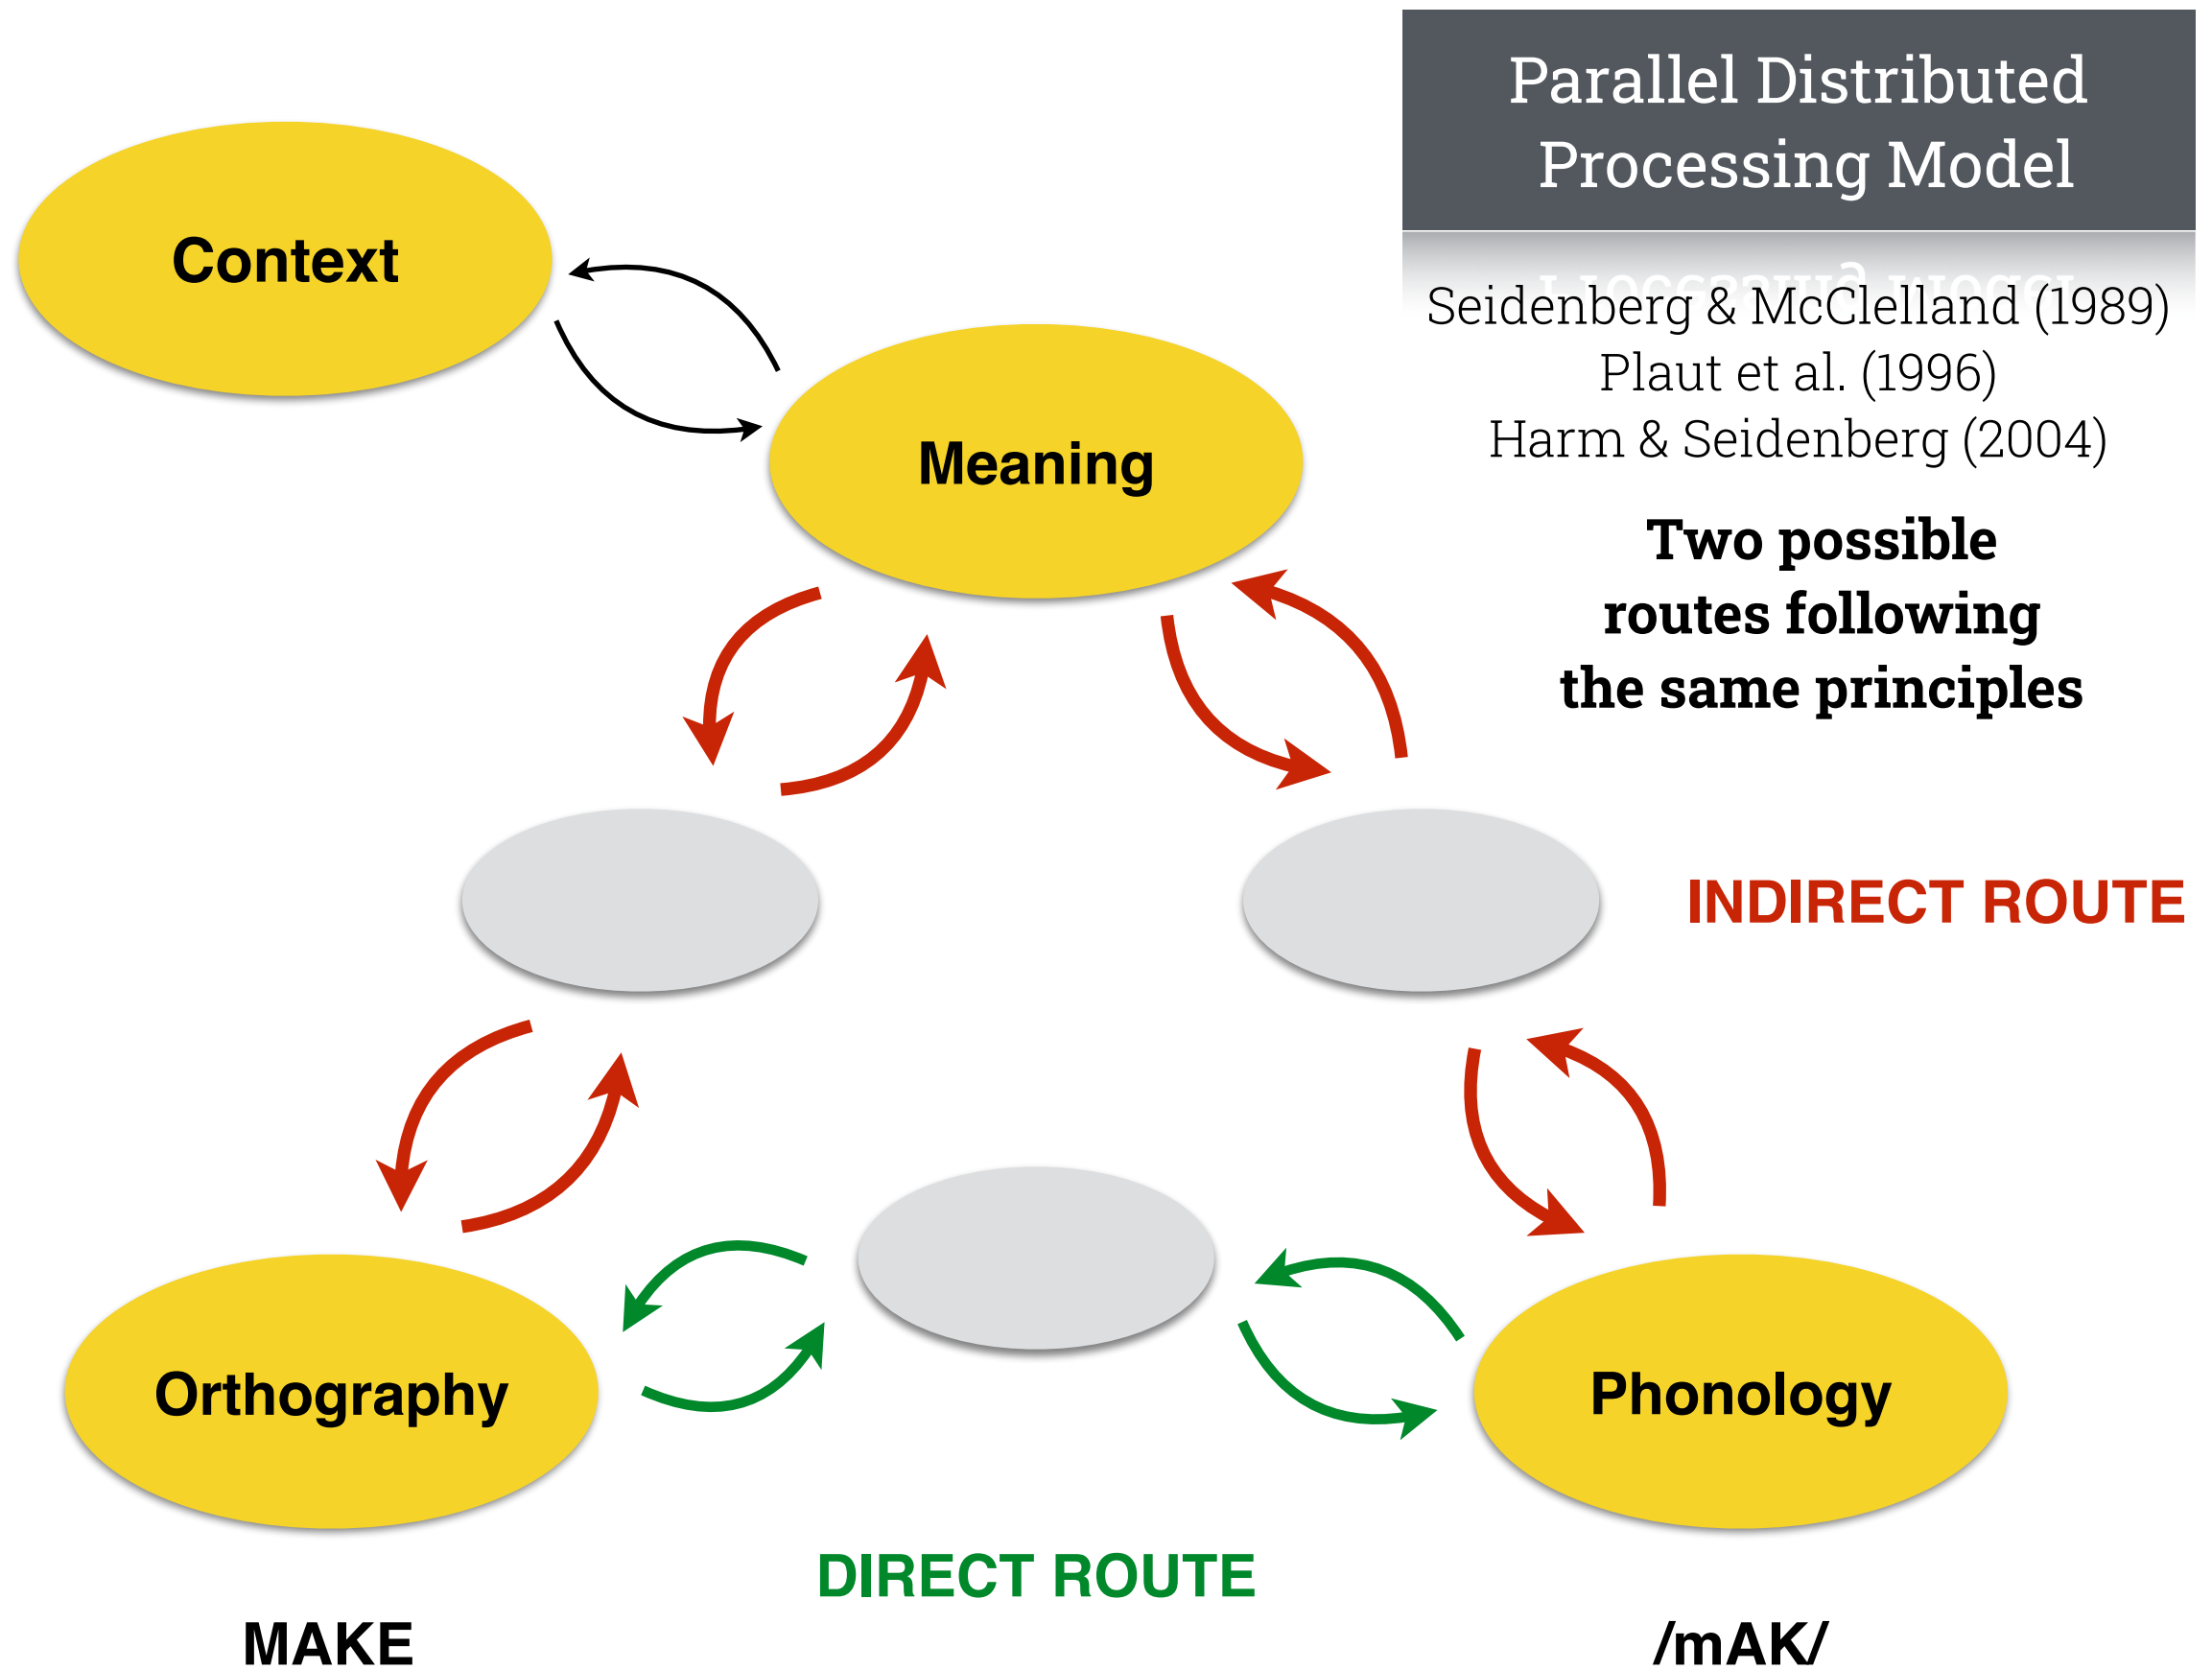 Parallel Distributed
Processing Model
Seidenberg & McClelland (1989)
Plaut et al. (1996)
Harm & Seidenberg (2004)
Two possible
routes following
the same principles
Context
Meaning
INDIRECT ROUTE
Orthography
Phonology
DIRECT ROUTE
MAKE
/mAK/